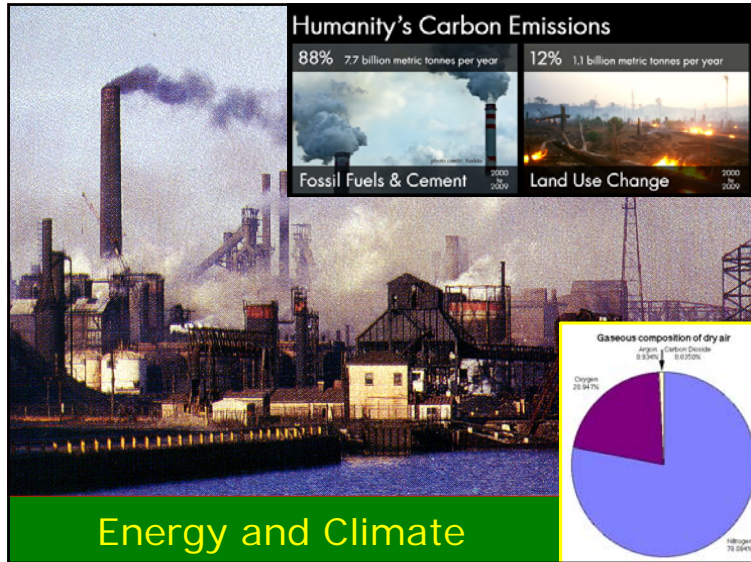 Humanity's Carbon Emissions
88% 7.7 billion metric tonnes per year
12% 1.1 billion metric tonnes per year
Fossil Fuels & Cement
2000
to
2009
Land Use Change
2000
to
2009
Gaseous composition of dry air
Argon
0.934%
Carbon Dioxide
0.0350%
Oxygen
20.947%
Nitrogen
78.084%
Energy and Climate